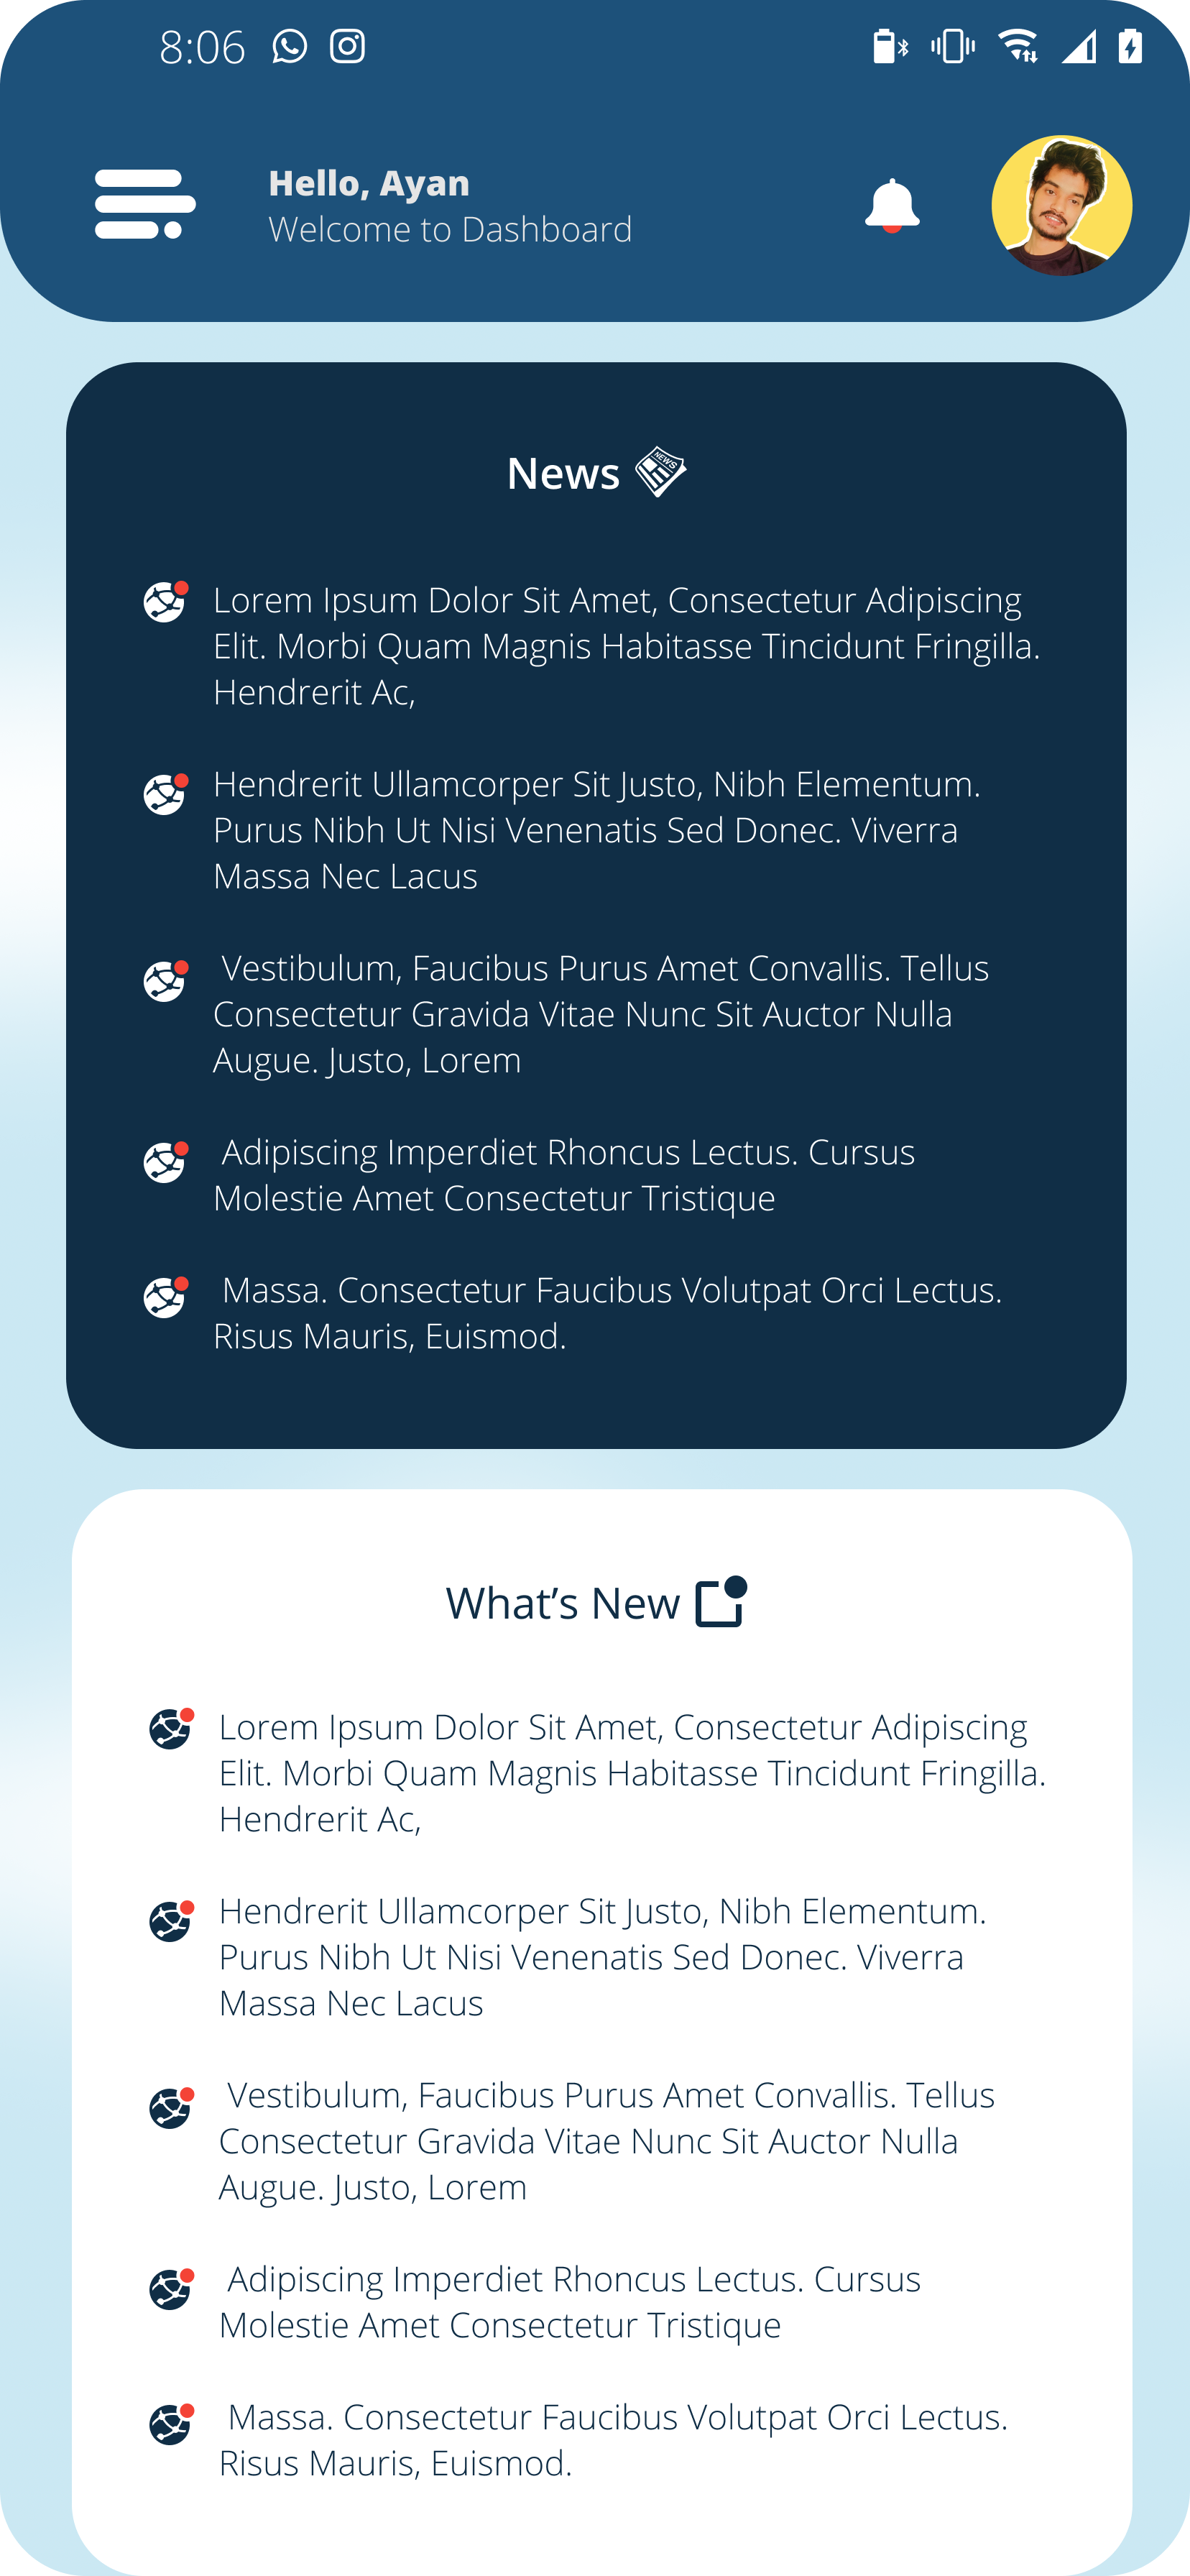 8:06
Hello, Ayan
Welcome to Dashboard
News
NEWS
Lorem Ipsum Dolor Sit Amet, Consectetur Adipiscing
Elit. Morbi Quam Magnis Habitasse Tincidunt Fringilla.
Hendrerit Ac,
Hendrerit Ullamcorper Sit Justo, Nibh Elementum.
Purus Nibh Ut Nisi Venenatis Sed Donec. Viverra
Massa Nec Lacus
Vestibulum, Faucibus Purus Amet Convallis. Tellus
Consectetur Gravida Vitae Nunc Sit Auctor Nulla
Augue. Justo, Lorem
Adipiscing Imperdiet Rhoncus Lectus. Cursus
Molestie Amet Consectetur Tristique
Massa. Consectetur Faucibus Volutpat Orci Lectus.
Risus Mauris, Euismod.
What’s New
Lorem Ipsum Dolor Sit Amet, Consectetur Adipiscing
Elit. Morbi Quam Magnis Habitasse Tincidunt Fringilla.
Hendrerit Ac,
Hendrerit Ullamcorper Sit Justo, Nibh Elementum.
Purus Nibh Ut Nisi Venenatis Sed Donec. Viverra
Massa Nec Lacus
Vestibulum, Faucibus Purus Amet Convallis. Tellus
Consectetur Gravida Vitae Nunc Sit Auctor Nulla
Augue. Justo, Lorem
Adipiscing Imperdiet Rhoncus Lectus. Cursus
Molestie Amet Consectetur Tristique
Massa. Consectetur Faucibus Volutpat Orci Lectus.
Risus Mauris, Euismod.